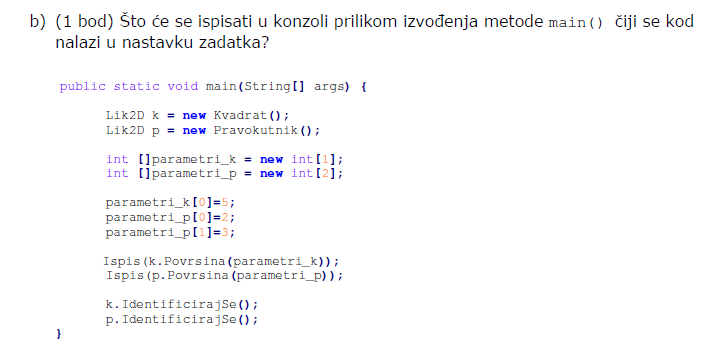 b) (1 bod) Što će se ispisati u konzoli prilikom izvođenja metode main() čiji se kod
nalazi u nastavku zadatka?
public static void main(String[] args) {
Lik2D k = new Kvadrat();
Lik2D p = new Pravokutnik();
int []parametri_k = new int[1];
int []parametri_p = new int[2];
parametri_k[0]=5;
parametri_p[0]=2;
parametri_p[1]=3;
Ispis(k.Povrsina(parametri_k));
Ispis(p.Povrsina(parametri_p));
k.IdentificirajSe();
p.IdentificirajSe();
}